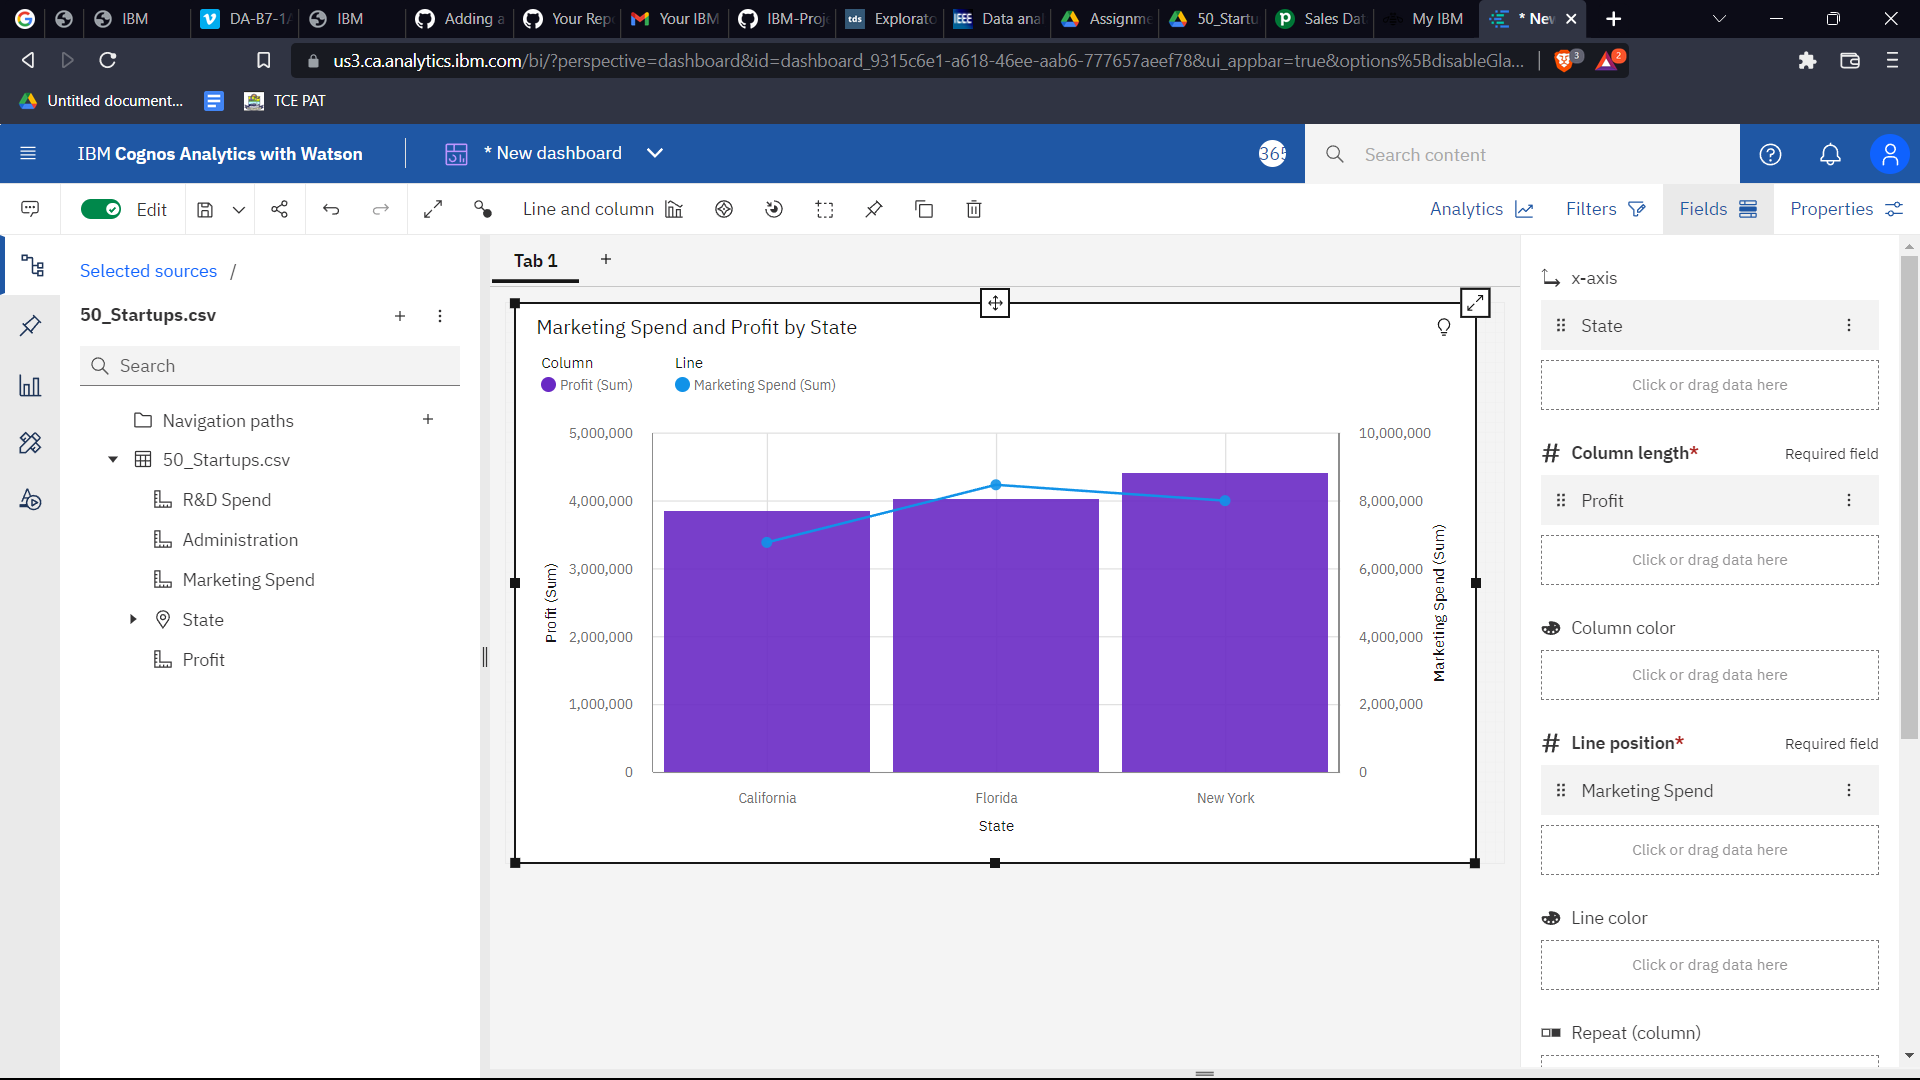 IBM
DA-B7-1
IBM
Adding a
Your Rep
Your IBM
IBM-Proj
tds
Explorato
IEEE
Data anal
Assignme
50_Startu
Sales Dat
My IBM
* New
us3.ca.analytics.ibm.com/bi/?perspective=dashboard&id=dashboard_9315c6e1-a618-46ee-aab6-777657aeef78&ui_appbar=true&options%5BdisableGla...
3
2
Untitled document...
TCE PAT
IBM Cognos Analytics with Watson
* New dashboard
365
Search content
Edit
Line and column
Analytics
Filters
Fields
Properties
Selected sources /
50_Startups.csv
Search
Navigation paths
50_Startups.csv
R&D Spend
Administration
Marketing Spend
State
Profit
Tab 1
Marketing Spend and Profit by State
Column
Line
Profit (Sum)
Marketing Spend (Sum)
5,000,000
4,000,000
3,000,000
2,000,000
1,000,000
0
Profit (Sum)
10,000,000
8,000,000
6,000,000
4,000,000
2,000,000
0
Marketing Spend (Sum)
California
Florida
New York
State
x-axis
State
Click or drag data here
Column length*
Required field
Profit
Click or drag data here
Column color
Click or drag data here
Line position*
Required field
Marketing Spend
Click or drag data here
Line color
Click or drag data here
Repeat (column)